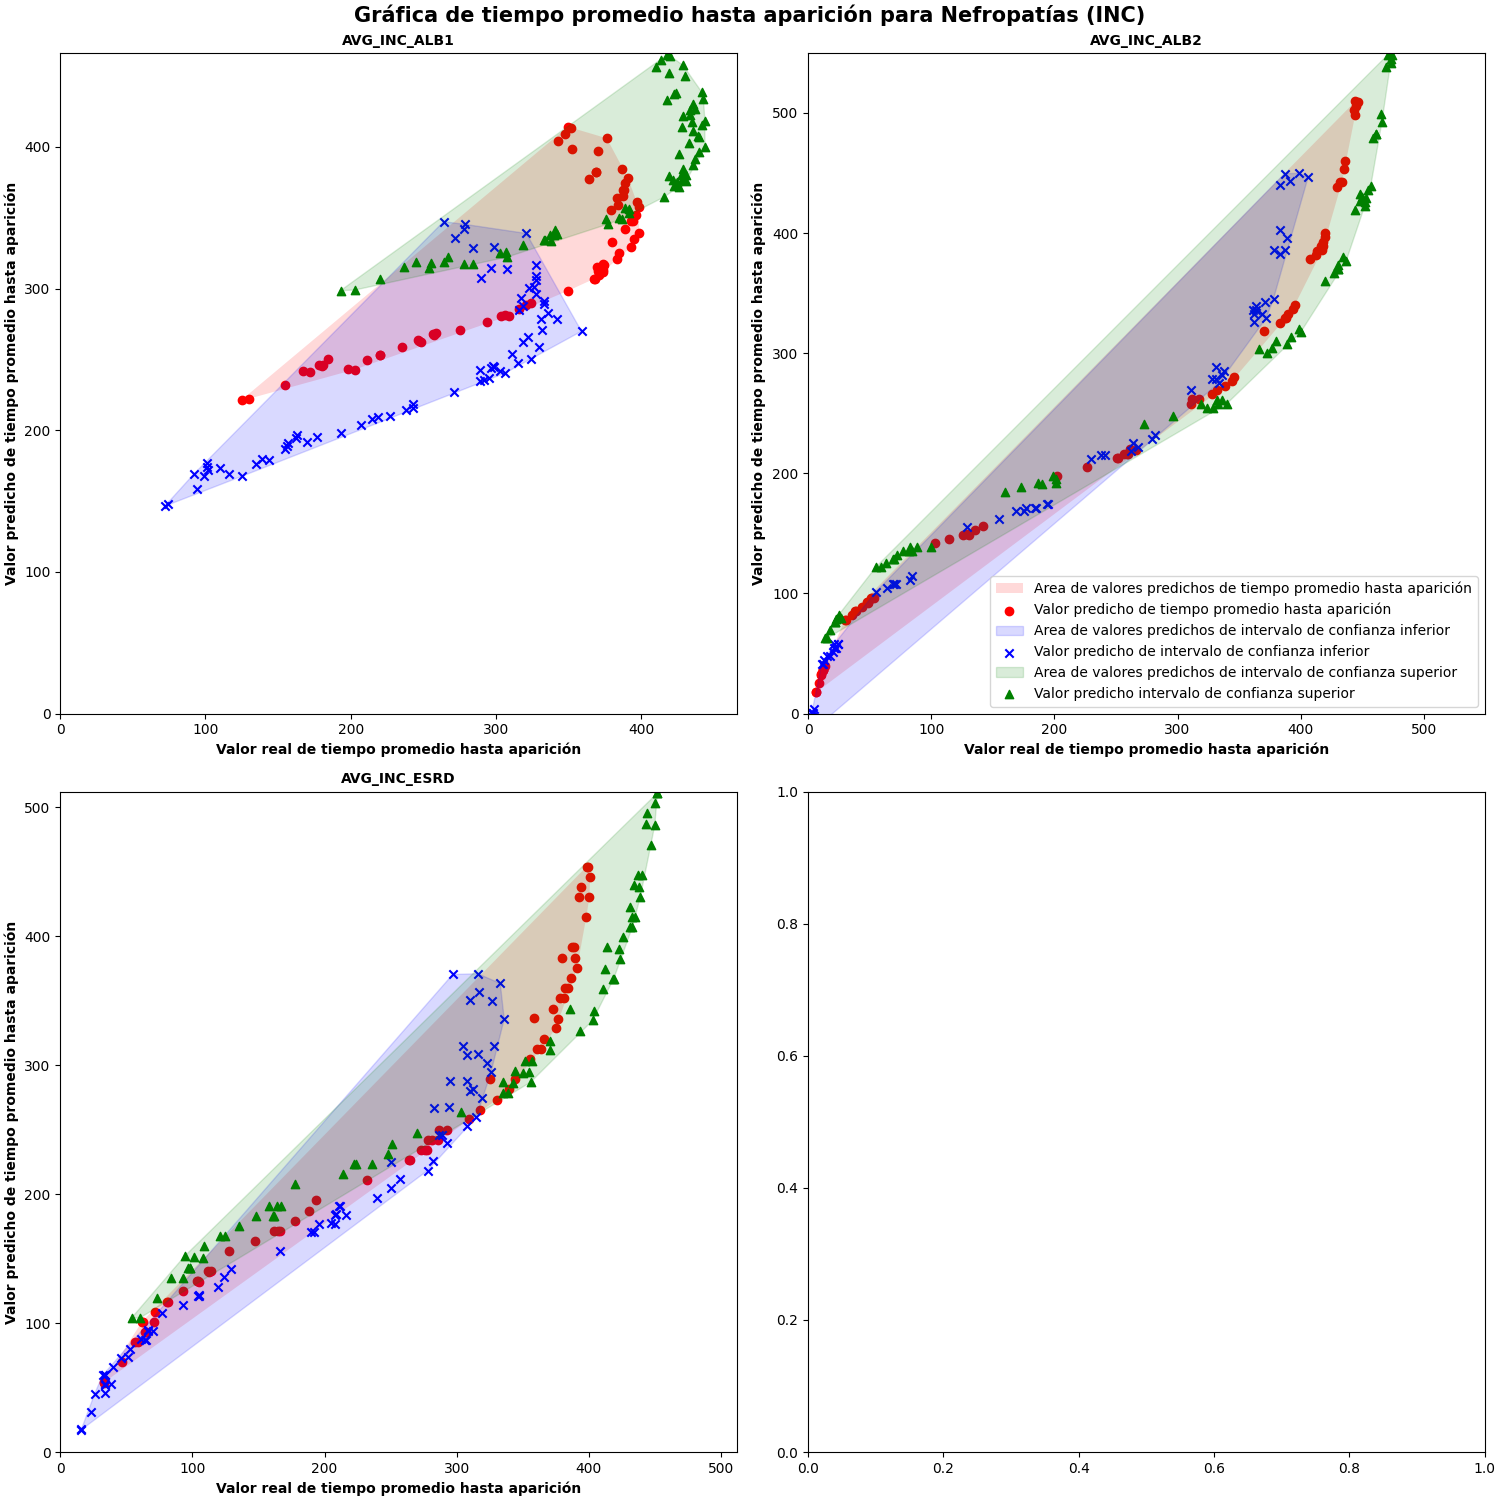 Gráfica de tiempo promedio hasta aparición para Nefropatías (INC)
AVG_INC_ALB1
400
300
200
100
0
0 100 200 300 400
Valor predicho de tiempo promedio hasta aparición
Valor real de tiempo promedio hasta aparición
AVG_INC_ALB2
500
400
300
200
100
0
0 100 200 300 400 500
Valor predicho de tiempo promedio hasta aparición
Valor real de tiempo promedio hasta aparición
Area de valores predichos de tiempo promedio hasta aparición
Valor predicho de tiempo promedio hasta aparición
Area de valores predichos de intervalo de confianza inferior
Valor predicho de intervalo de confianza inferior
Area de valores predichos de intervalo de confianza superior
Valor predicho intervalo de confianza superior
AVG_INC_ESRD
500
400
300
200
100
0
0 100 200 300 400 500
Valor predicho de tiempo promedio hasta aparición
Valor real de tiempo promedio hasta aparición
1.0
0.8
0.6
0.4
0.2
0.0
0.0 0.2 0.4 0.6 0.8 1.0